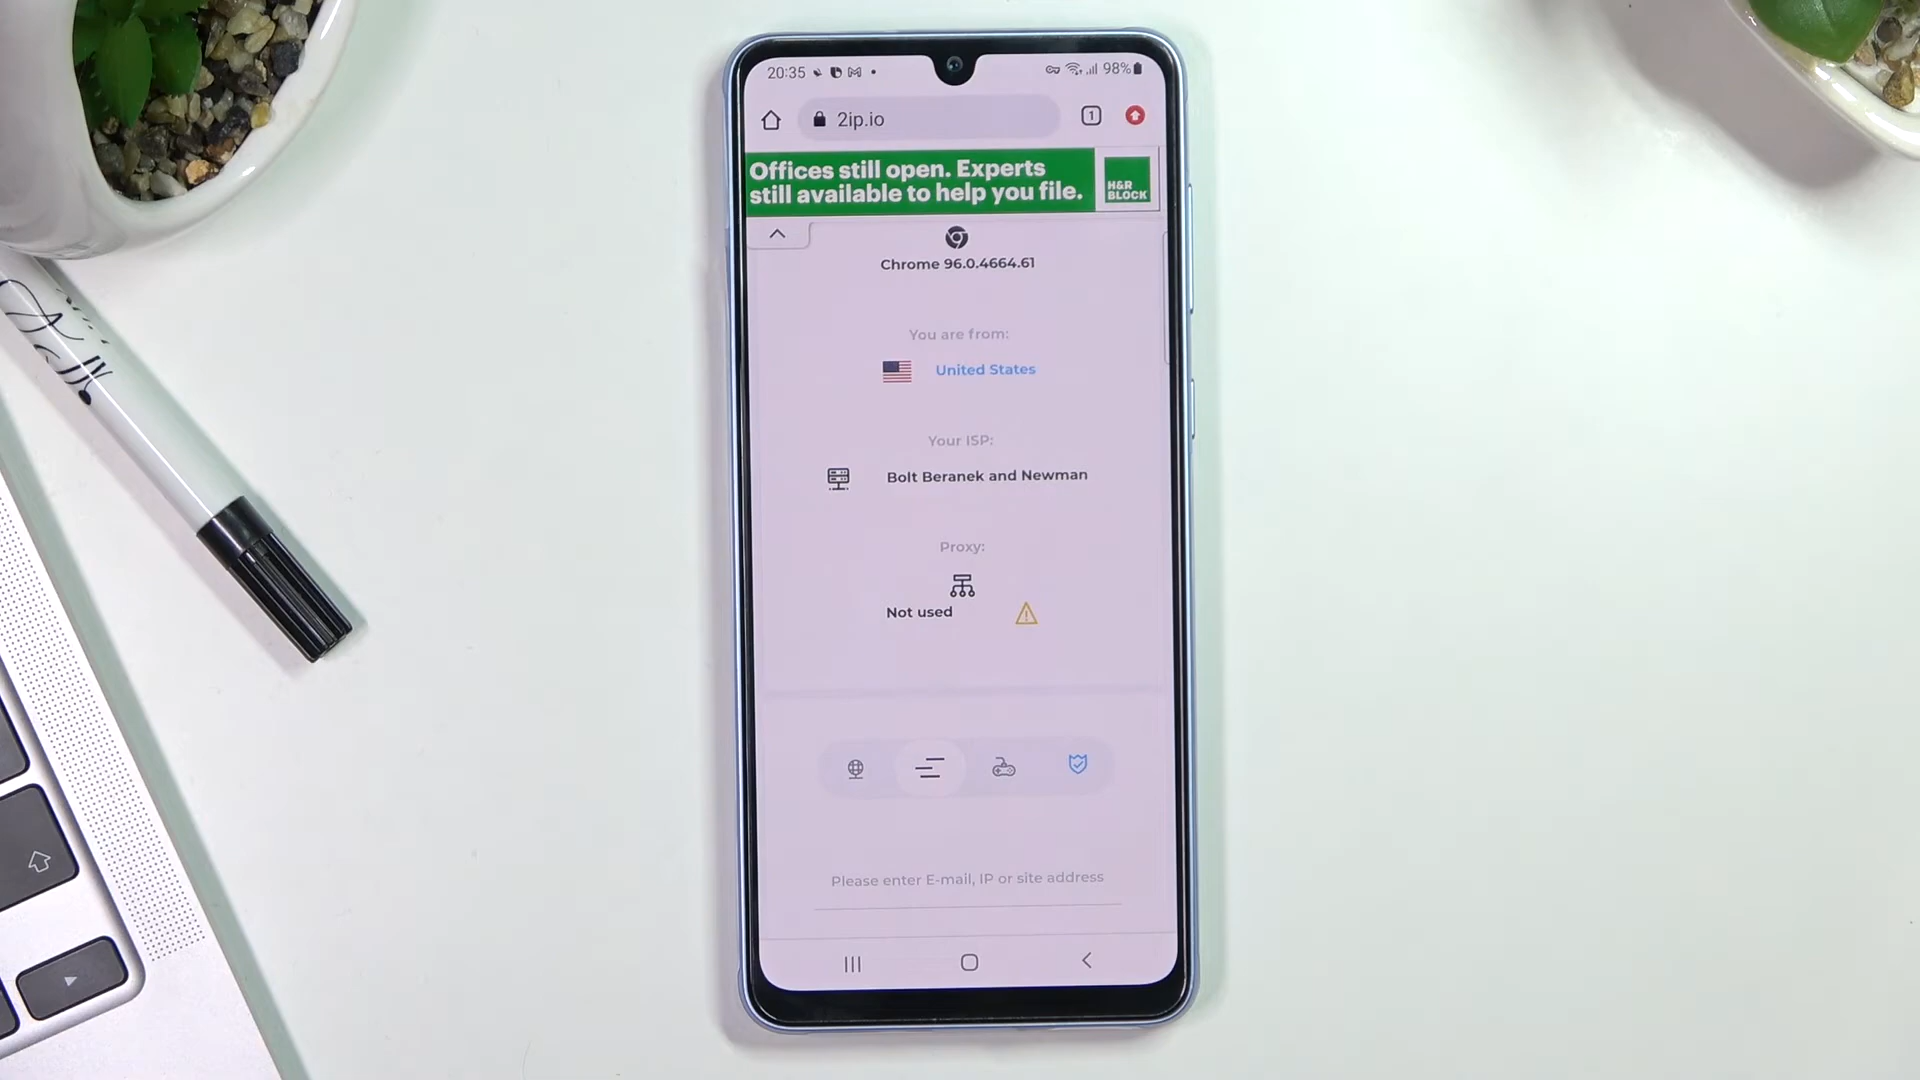 20:35
98%
2ip.io
1
Offices still open. Experts
still available to help you file.
H&R
BLOCK
Chrome 96.0.4664.61
You are from:
United States
Your ISP:
Bolt Beranek and Newman
Proxy:
Not used
Please enter E-mail, IP or site address